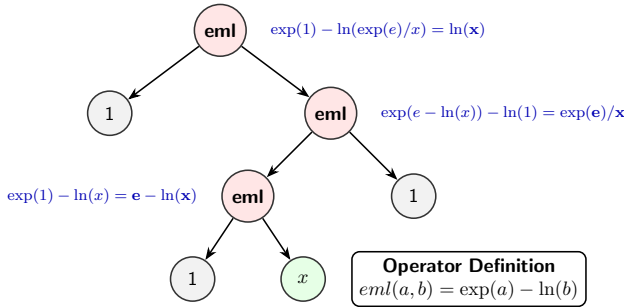 eml
exp(1) − ln(exp(e)/x) = ln(x)
1
eml
exp(e − ln(x)) − ln(1) = exp(e)/x
exp(1) − ln(x) = e − ln(x)
eml
1
1
x
Operator Definition
eml(a, b) = exp(a) − ln(b)